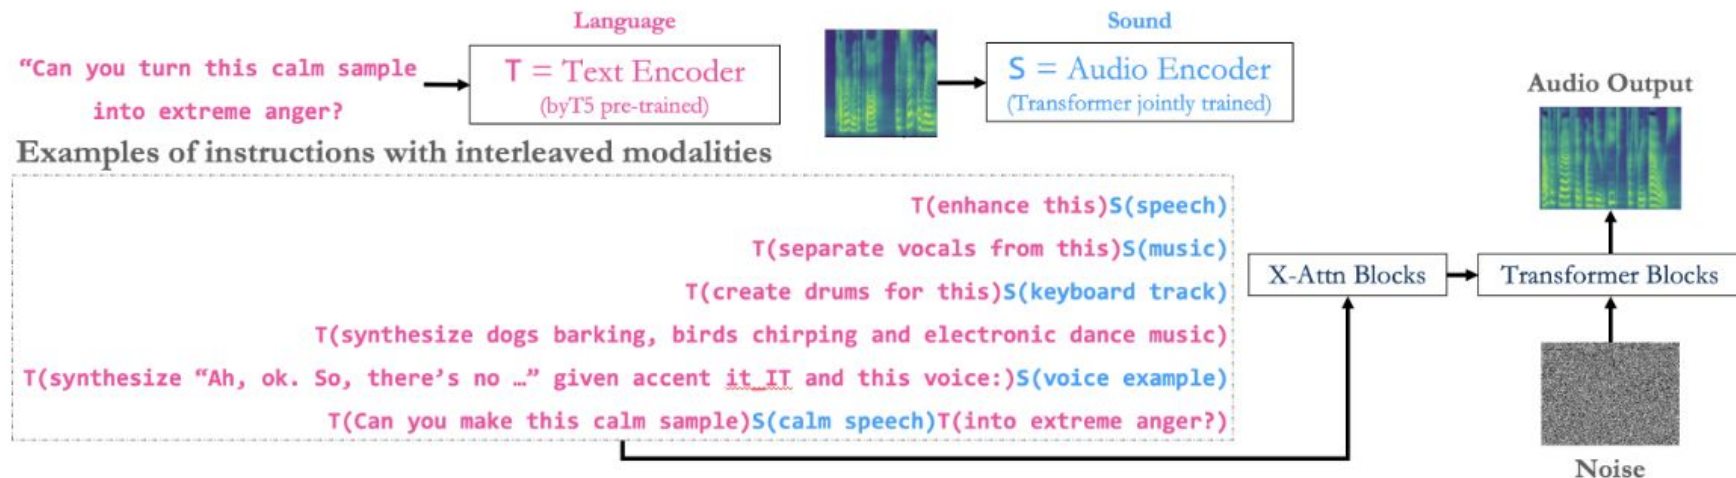 Language
“Can you turn this calm sample
into extreme anger?
T = Text Encoder
(byT5 pre-trained)
Sound
S = Audio Encoder
(Transformer jointly trained)
Audio Output
Examples of instructions with interleaved modalities
T(enhance this)S(speech)
T(separate vocals from this)S(music)
T(create drums for this)S(keyboard track)
T(synthesize dogs barking, birds chirping and electronic dance music)
T(synthesize “Ah, ok. So, there’s no …” given accent it_IT and this voice:)S(voice example)
T(Can you make this calm sample)S(calm speech)T(into extreme anger?)
X-Attn Blocks
Transformer Blocks
Noise